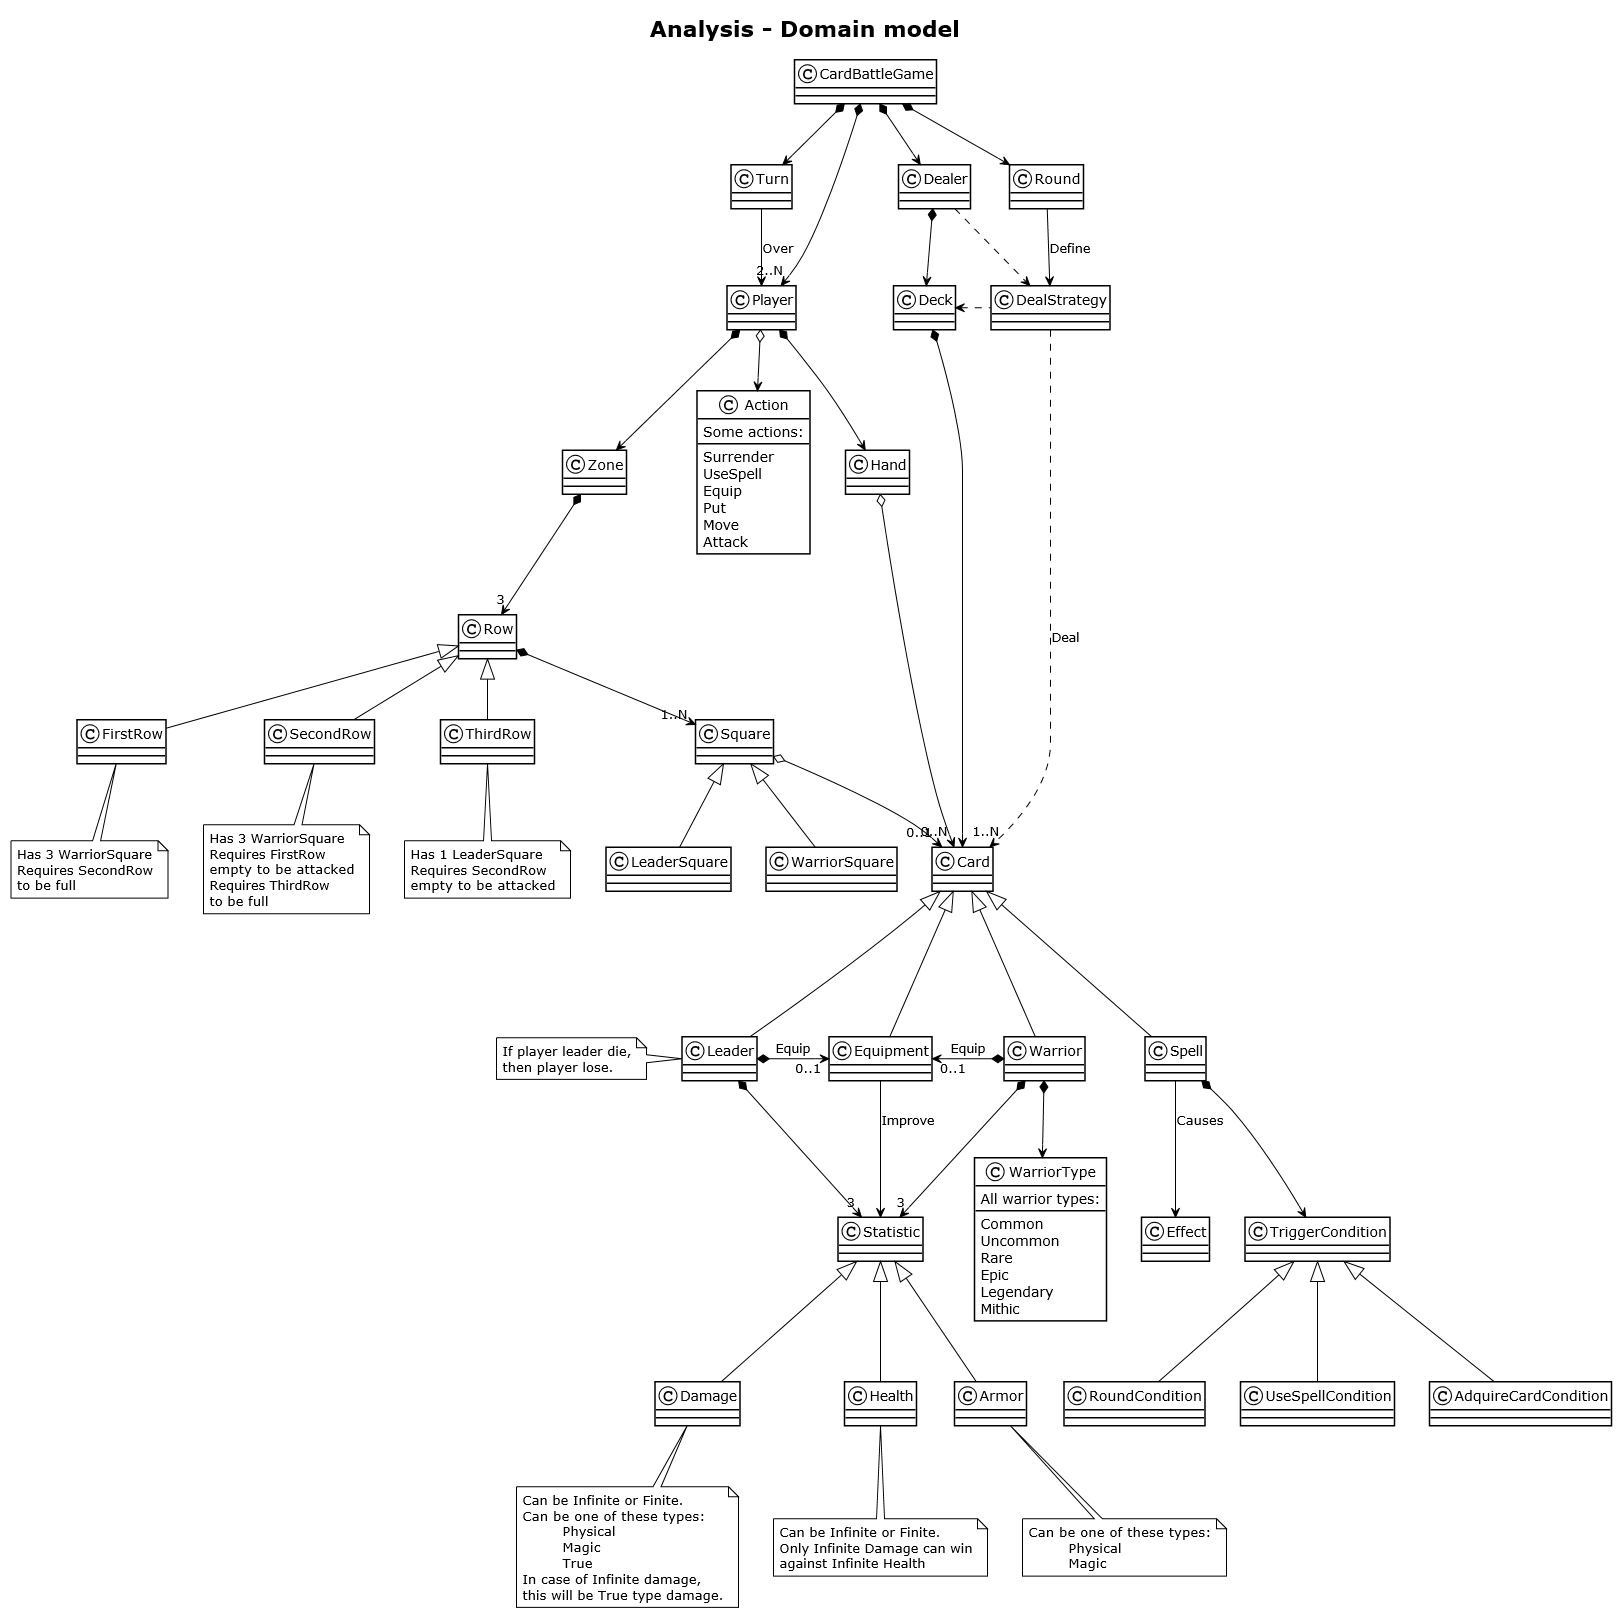 Analysis - Domain model
C CardBattleGame
C Turn
C Dealer
C Round
Over
Define
2..N
C Player
C Deck
C DealStrategy
C Action
Some actions:
Surrender
UseSpell
Equip
Put
Move
Attack
C Zone
C Hand
3
C Row
Deal
1..N
C FirstRow
C SecondRow
C ThirdRow
C Square
Has 3 WarriorSquare
Requires SecondRow
to be full
Has 3 WarriorSquare
Requires FirstRow
empty to be attacked
Requires ThirdRow
to be full
Has 1 LeaderSquare
Requires SecondRow
empty to be attacked
0..1
0..N
1..N
C LeaderSquare
C WarriorSquare
C Card
If player leader die,
then player lose.
C Leader
Equip
0..1
C Equipment
Equip
0..1
C Warrior
C Spell
Improve
Causes
C WarriorType
All warrior types:
Common
Uncommon
Rare
Epic
Legendary
Mithic
3
3
C Statistic
C Effect
C TriggerCondition
C Damage
C Health
C Armor
C RoundCondition
C UseSpellCondition
C AdquireCardCondition
Can be Infinite or Finite.
Can be one of these types:
Physical
Magic
True
In case of Infinite damage,
this will be True type damage.
Can be Infinite or Finite.
Only Infinite Damage can win
against Infinite Health
Can be one of these types:
Physical
Magic